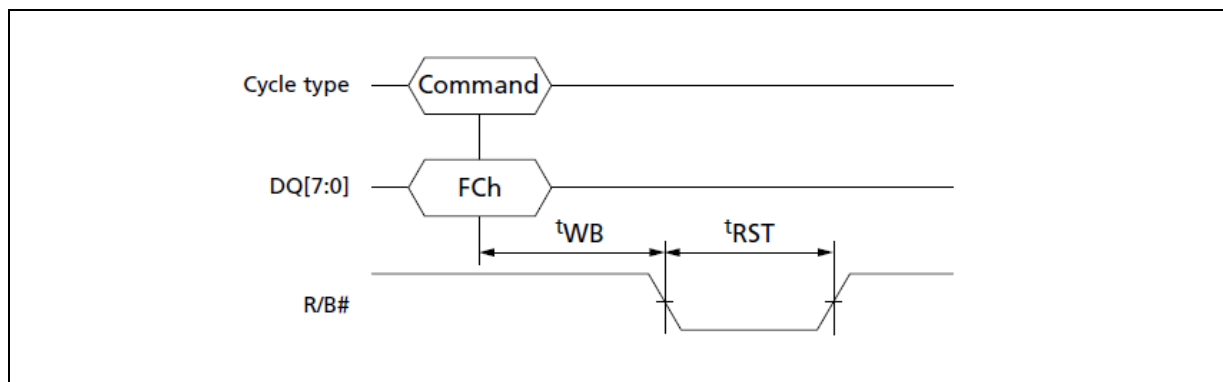 Cycle type
Command
DQ[7:0]
FCh
tWB
tRST
R/B#